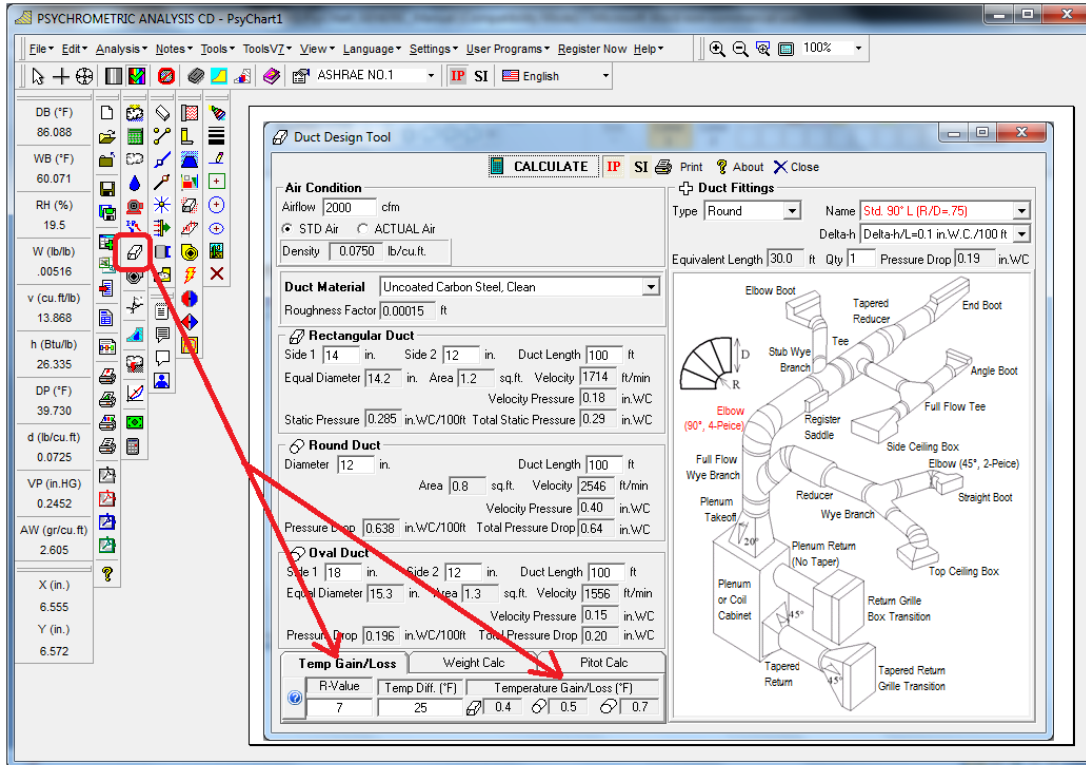 PSYCHROMETRIC ANALYSIS CD - PsyChart1
File Edit Analysis Notes Tools ToolsV7 View Language Settings User Programs Register Now Help 100%
ASHRAE NO.1 IP SI English
DB (°F)
86.088
WB (°F)
60.071
RH (%)
19.5
W (lb/lb)
.00516
v (cu.ft/lb)
13.868
h (Btu/lb)
26.335
DP (°F)
39.730
d (lb/cu.ft)
0.0725
VP (in.HG)
0.2452
AW (gr/cu.ft)
2.605
X (in.)
6.555
Y (in.)
6.572
Duct Design Tool
CALCULATE IP SI Print About Close
Air Condition
Airflow 2000 cfm
STD Air ACTUAL Air
Density 0.0750 lb/cu.ft.
Duct Material Uncoated Carbon Steel, Clean
Roughness Factor 0.00015 ft
Rectangular Duct
Side 1 14 in. Side 2 12 in. Duct Length 100 ft
Equal Diameter 14.2 in. Area 1.2 sq.ft. Velocity 1714 ft/min
Velocity Pressure 0.18 in.WC
Static Pressure 0.285 in.WC/100ft Total Static Pressure 0.29 in.WC
Round Duct
Diameter 12 in. Duct Length 100 ft
Area 0.8 sq.ft. Velocity 2546 ft/min
Velocity Pressure 0.40 in.WC
Pressure Drop 0.638 in.WC/100ft Total Pressure Drop 0.64 in.WC
Oval Duct
Side 1 18 in. Side 2 12 in. Duct Length 100 ft
Equal Diameter 15.3 in. Area 1.3 sq.ft. Velocity 1556 ft/min
Velocity Pressure 0.15 in.WC
Pressure Drop 0.196 in.WC/100ft Total Pressure Drop 0.20 in.WC
Temp Gain/Loss Weight Calc Pitot Calc
R-Value Temp Diff. (°F) Temperature Gain/Loss (°F)
7 25 0.4 0.5 0.7
Duct Fittings
Type Round Name Std. 90° L (R/D=.75)
Delta-h Delta-h/L=0.1 in.W.C./100 ft
Equivalent Length 30.0 ft Qty 1 Pressure Drop 0.19 in.WC
Elbow Boot
Tapered
Reducer
End Boot
D
R
Stub Wye
Branch
Tee
Angle Boot
Elbow
(90°, 4-Peice)
Register
Saddle
Full Flow Tee
Side Ceiling Box
Full Flow
Wye Branch
Elbow (45°, 2-Peice)
Reducer
Straight Boot
Plenum
Takeoff
Wye Branch
20°
Plenum Return
(No Taper)
Top Ceiling Box
Plenum
or Coil
Cabinet
Return Grille
Box Transition
45°
Tapered
Return
45°
Tapered Return
Grille Transition